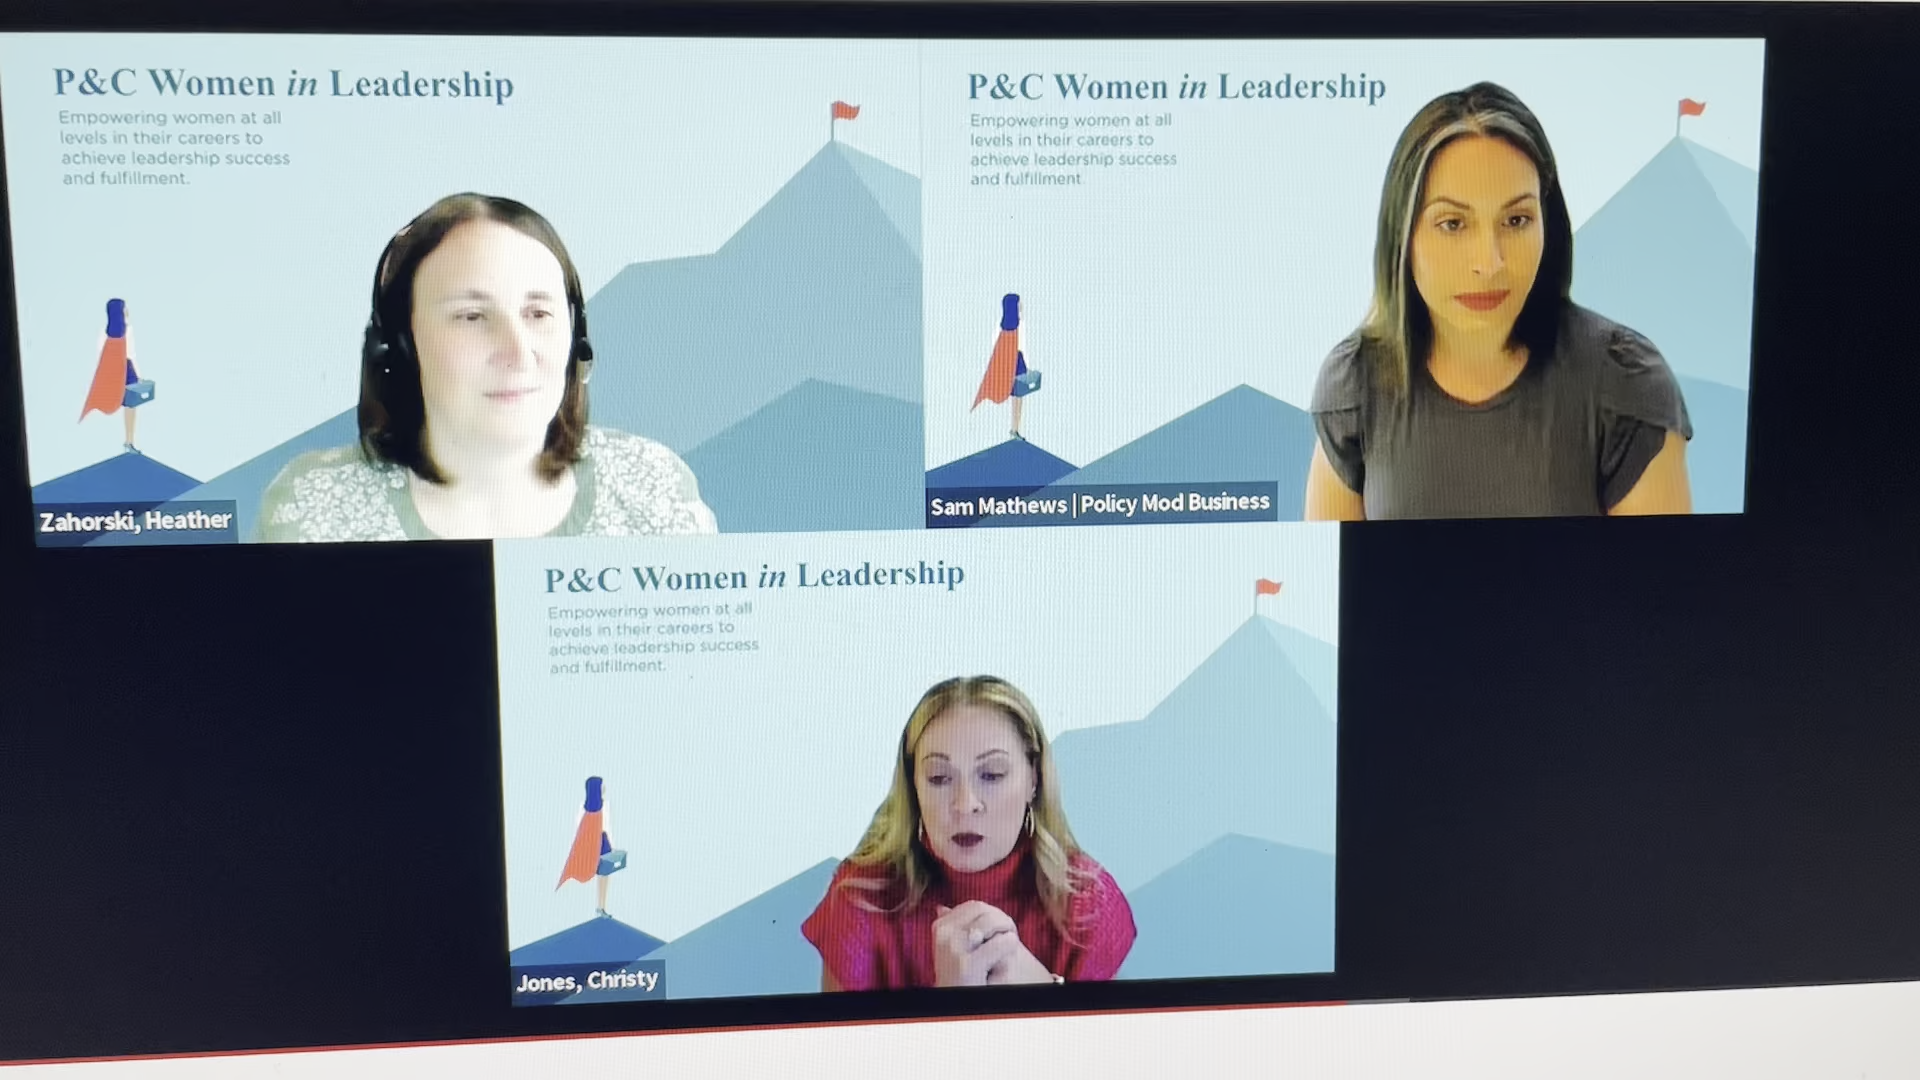 P&C Women in Leadership
Empowering women at all
levels in their careers to
achieve leadership success
and fulfillment.
Zahorski, Heather
P&C Women in Leadership
Empowering women at all
levels in their careers to
achieve leadership success
and fulfillment.
Sam Mathews | Policy Mod Business
P&C Women in Leadership
Empowering women at all
levels in their careers to
achieve leadership success
and fulfillment.
Jones, Christy